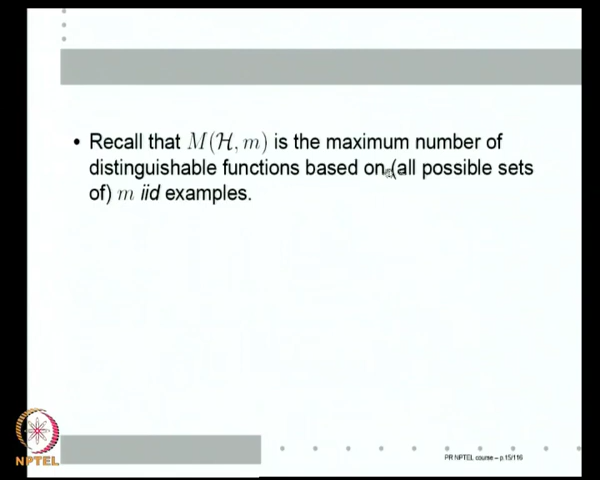 • Recall that M(ℋ, m) is the maximum number of
distinguishable functions based on (all possible sets
of) m iid examples.
NPTEL
PR NPTEL course – p.15/116